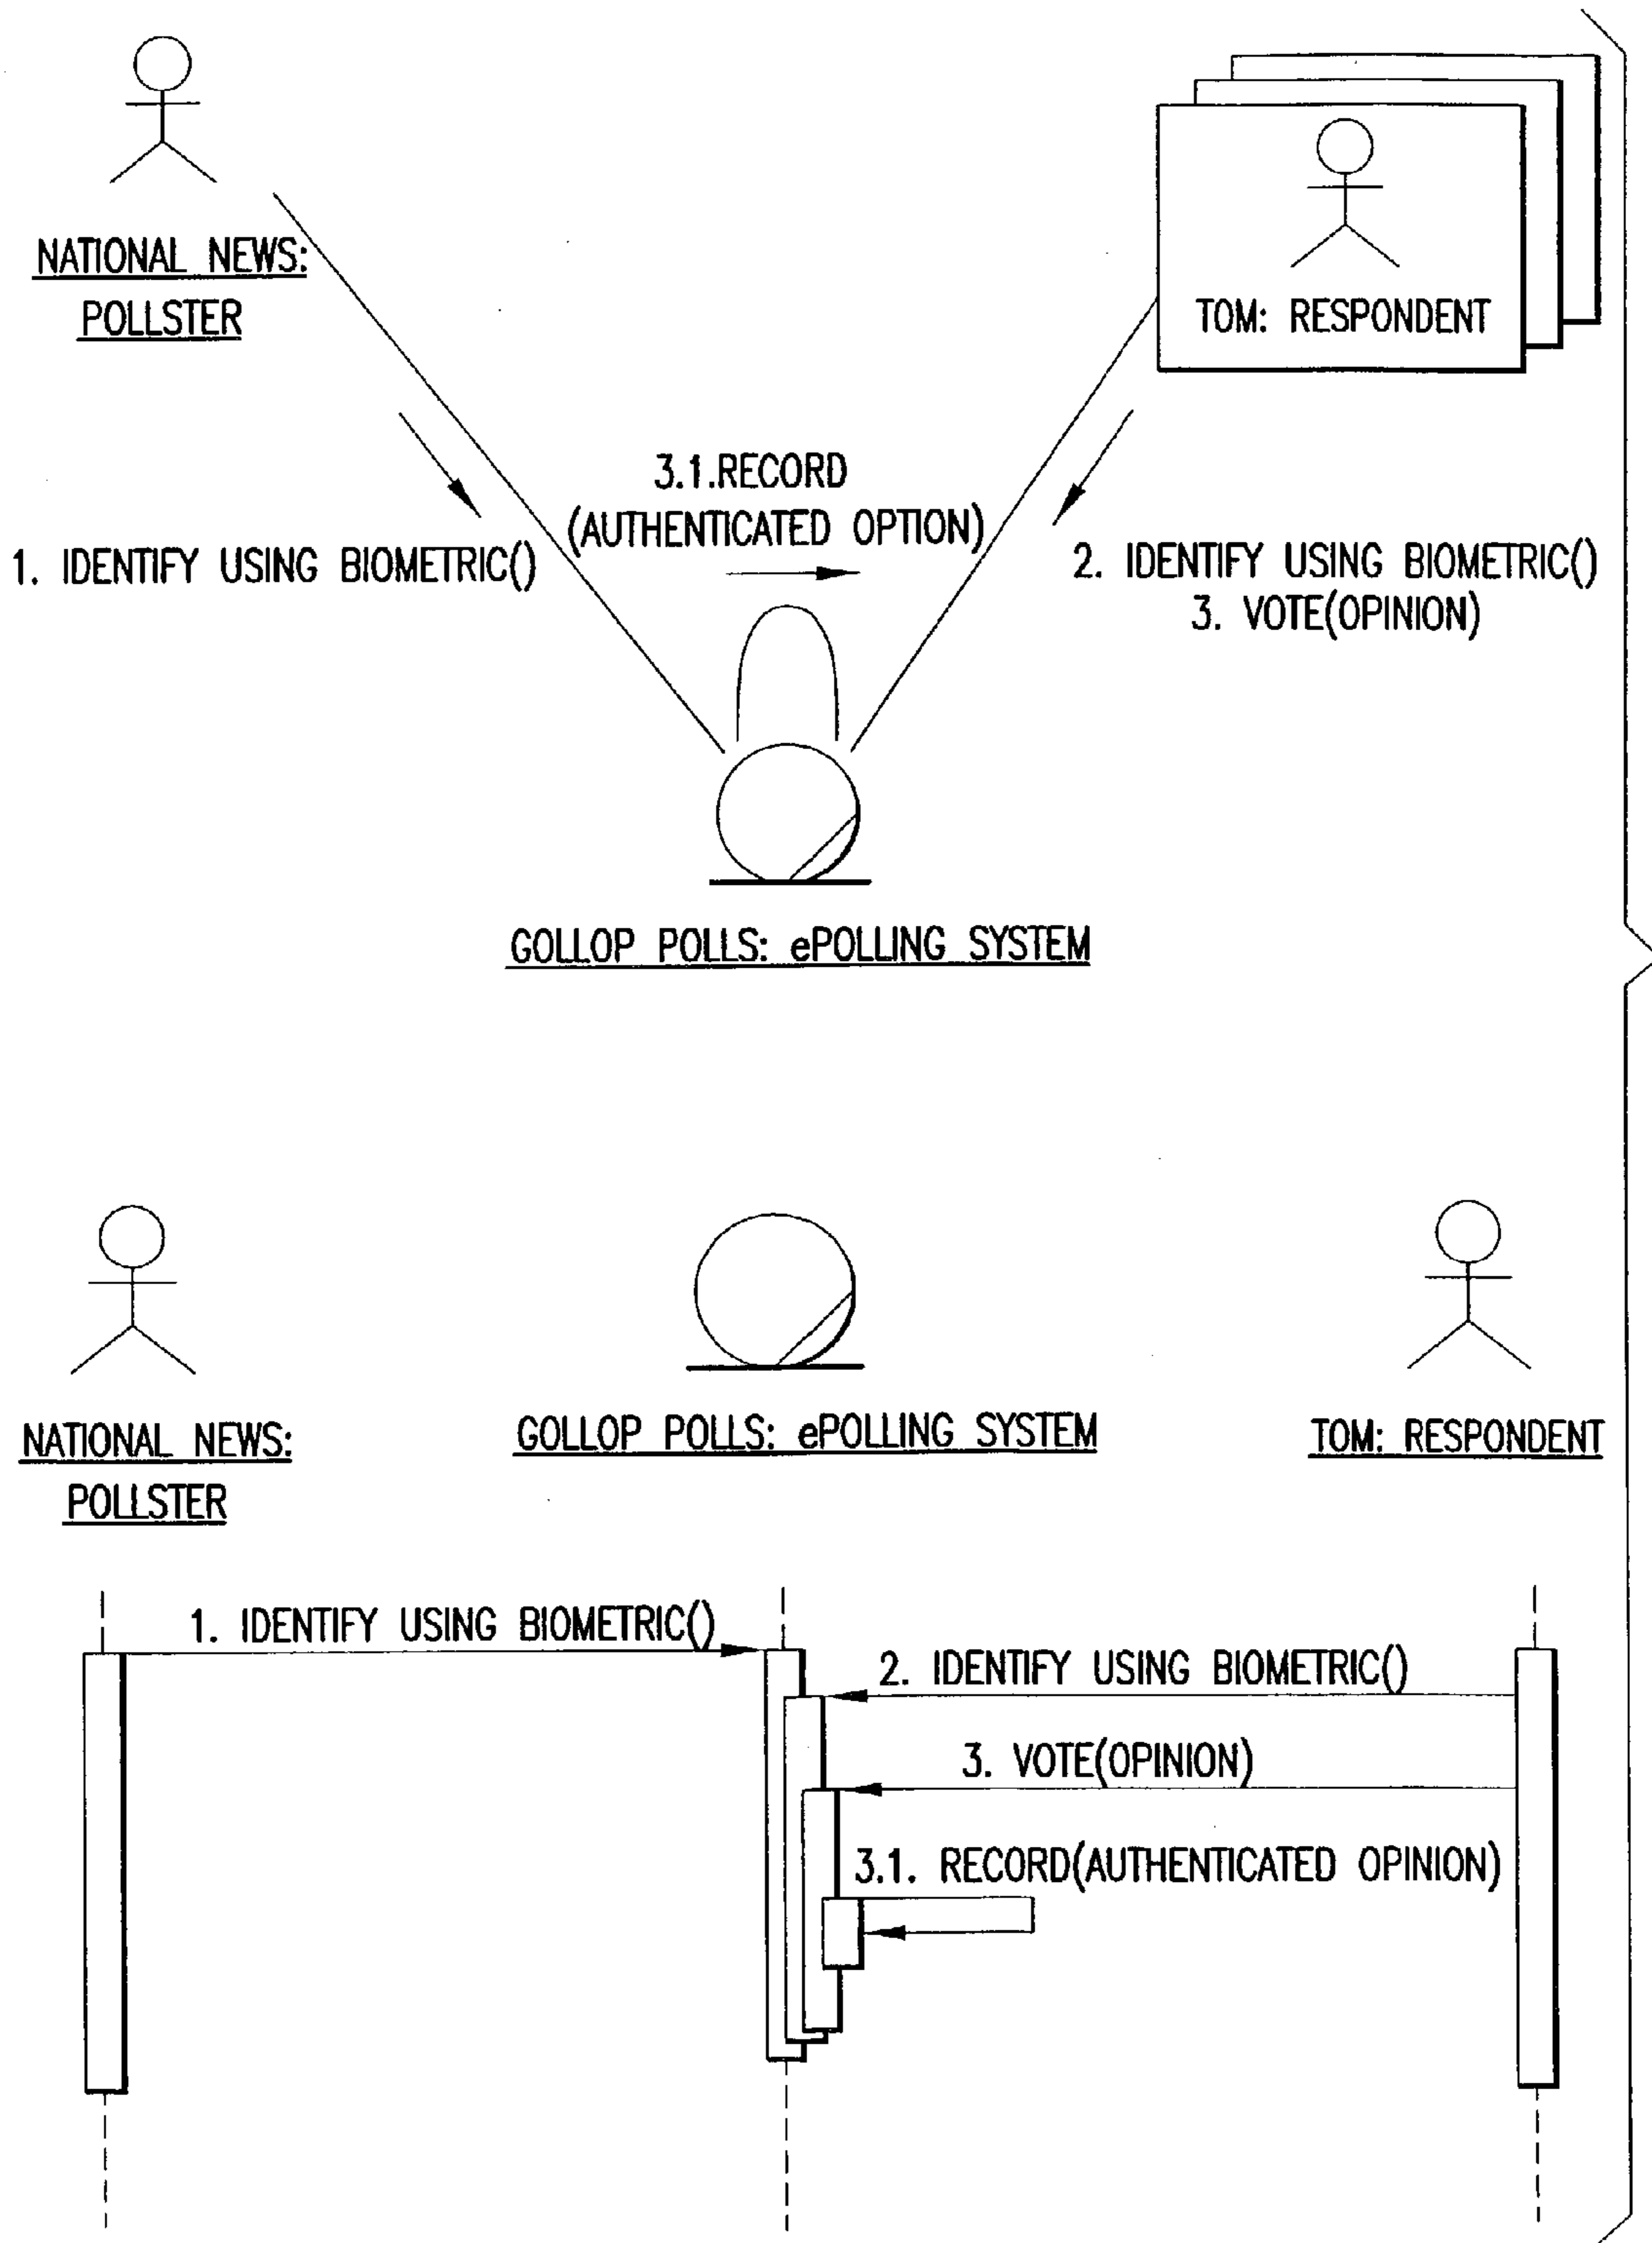 NATIONAL NEWS:
POLLSTER
TOM: RESPONDENT
3.1.RECORD
(AUTHENTICATED OPTION)
1. IDENTIFY USING BIOMETRIC()
2. IDENTIFY USING BIOMETRIC()
3. VOTE(OPINION)
GOLLOP POLLS: ePOLLING SYSTEM
NATIONAL NEWS:
POLLSTER
GOLLOP POLLS: ePOLLING SYSTEM
TOM: RESPONDENT
1. IDENTIFY USING BIOMETRIC()
2. IDENTIFY USING BIOMETRIC()
3. VOTE(OPINION)
3.1. RECORD(AUTHENTICATED OPINION)